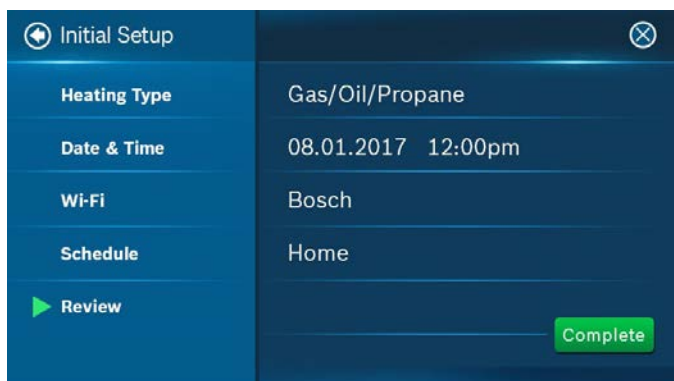 Initial Setup
Heating Type Gas/Oil/Propane
Date & Time 08.01.2017 12:00pm
Wi-Fi Bosch
Schedule Home
Review
Complete